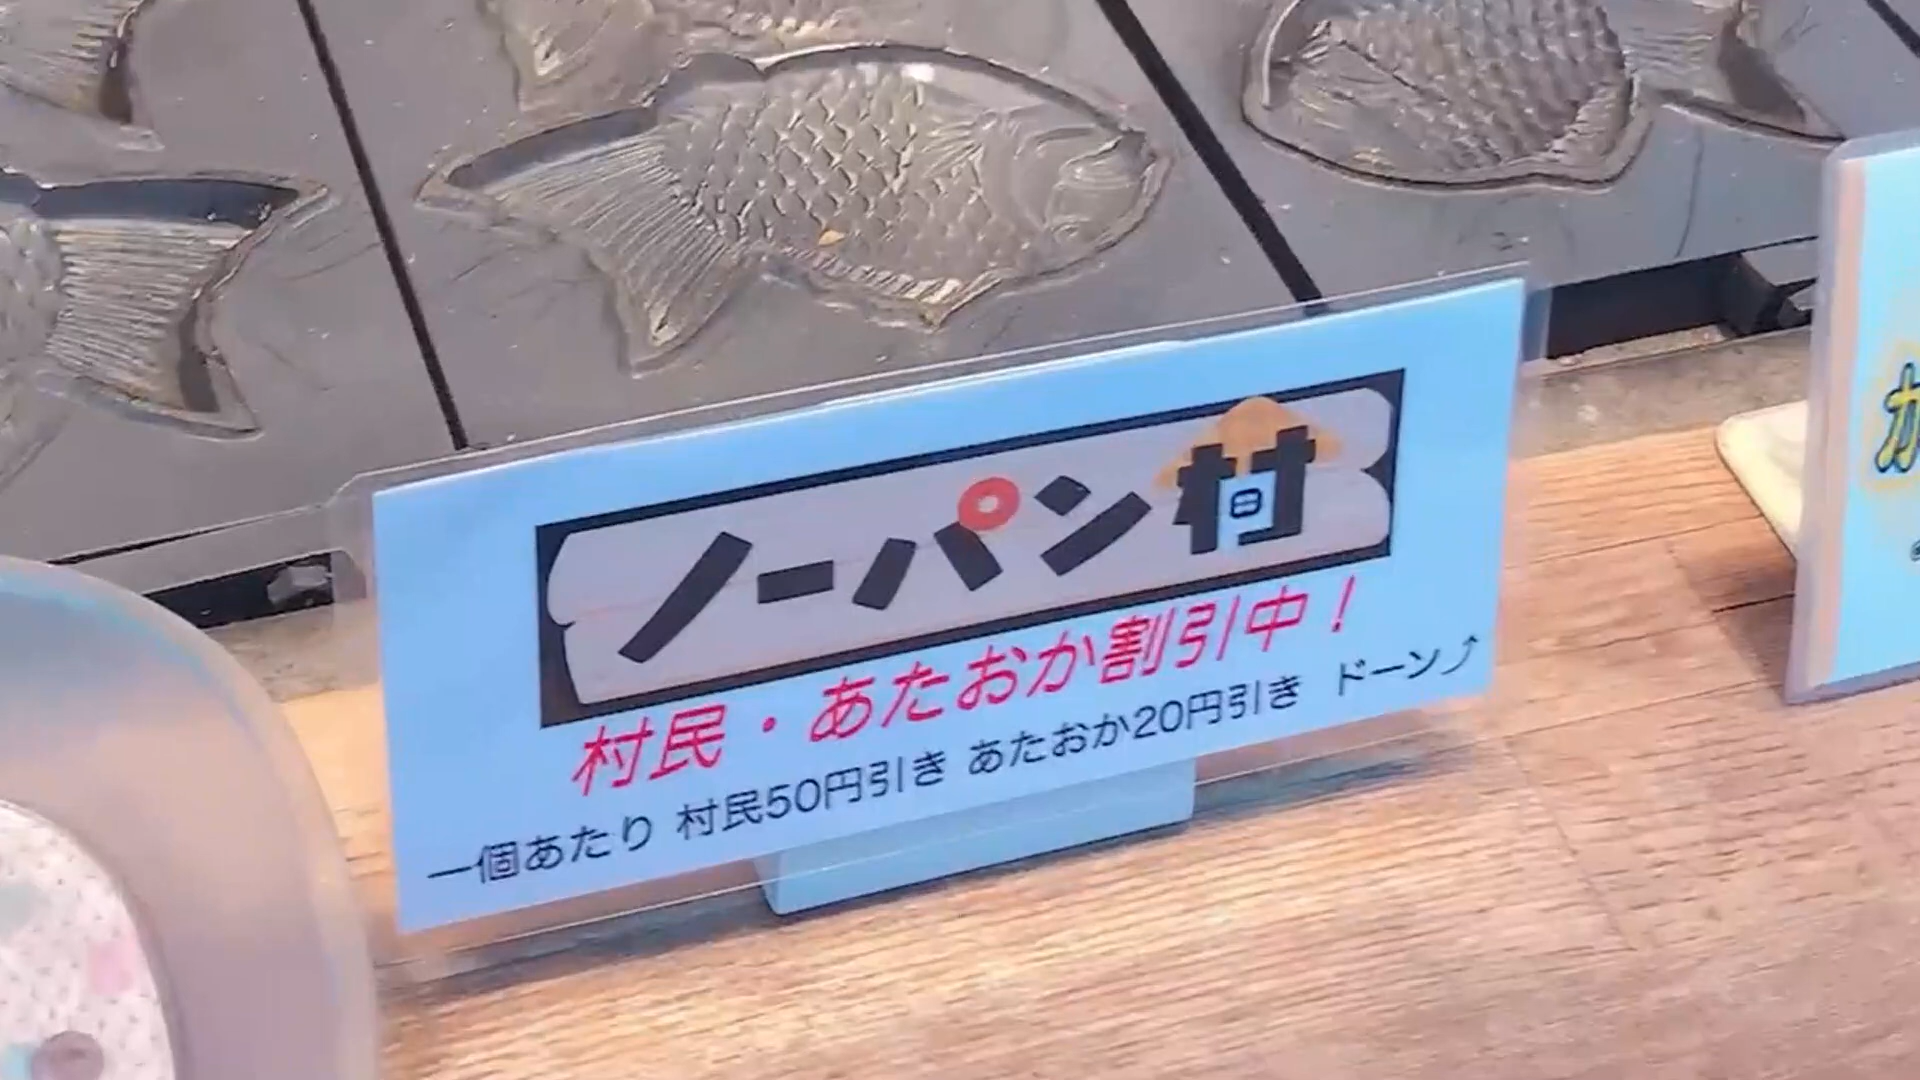 ノーパン村
村民・あたおか割引中！
一個あたり 村民50円引き あたおか20円引き ドーン⤴